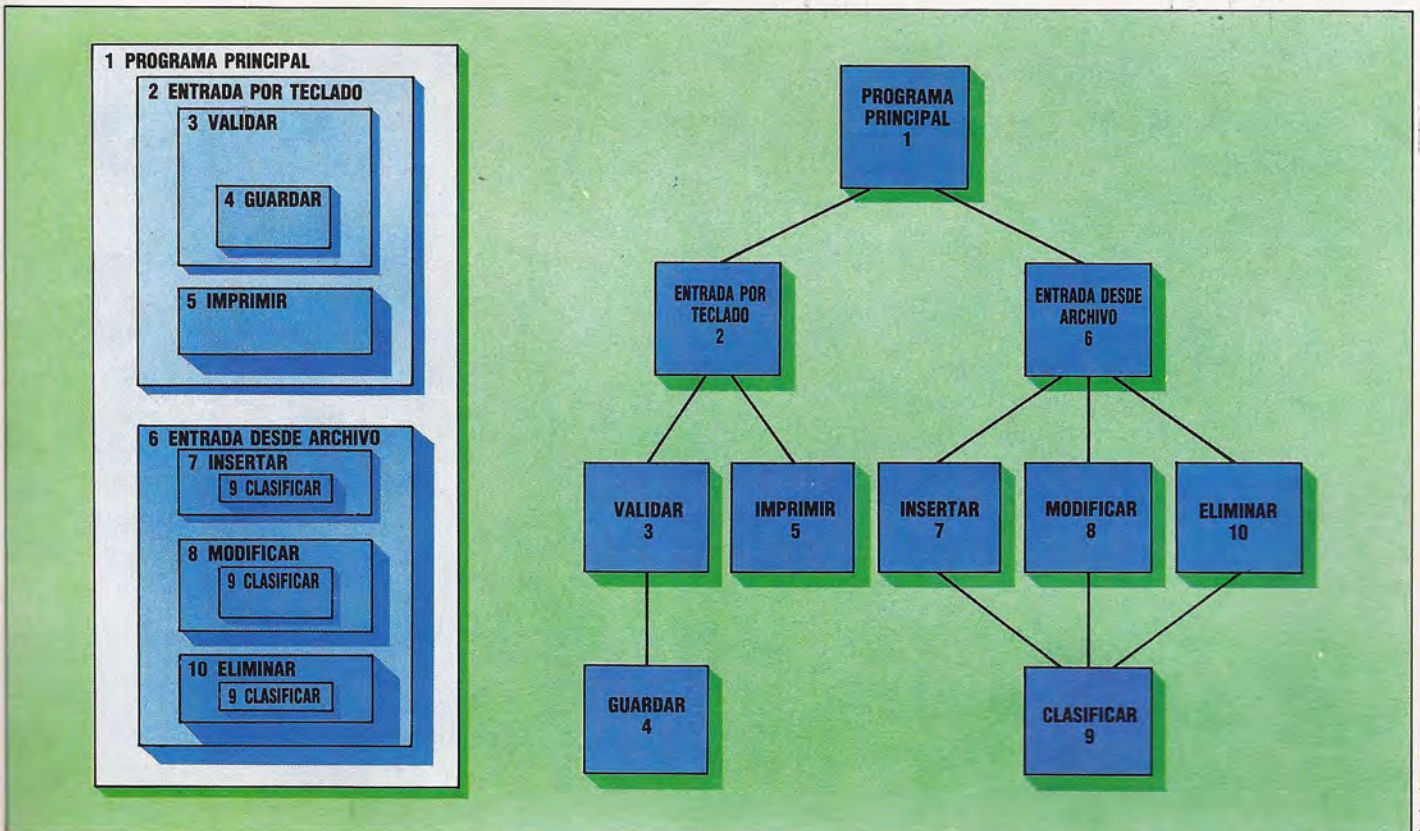 1 PROGRAMA PRINCIPAL
2 ENTRADA POR TECLADO
3 VALIDAR
4 GUARDAR
5 IMPRIMIR
6 ENTRADA DESDE ARCHIVO
7 INSERTAR
9 CLASIFICAR
8 MODIFICAR
9 CLASIFICAR
10 ELIMINAR
9 CLASIFICAR
PROGRAMA
PRINCIPAL
1
ENTRADA POR
TECLADO
2
ENTRADA DESDE
ARCHIVO
6
VALIDAR
3
IMPRIMIR
5
INSERTAR
7
MODIFICAR
8
ELIMINAR
10
GUARDAR
4
CLASIFICAR
9